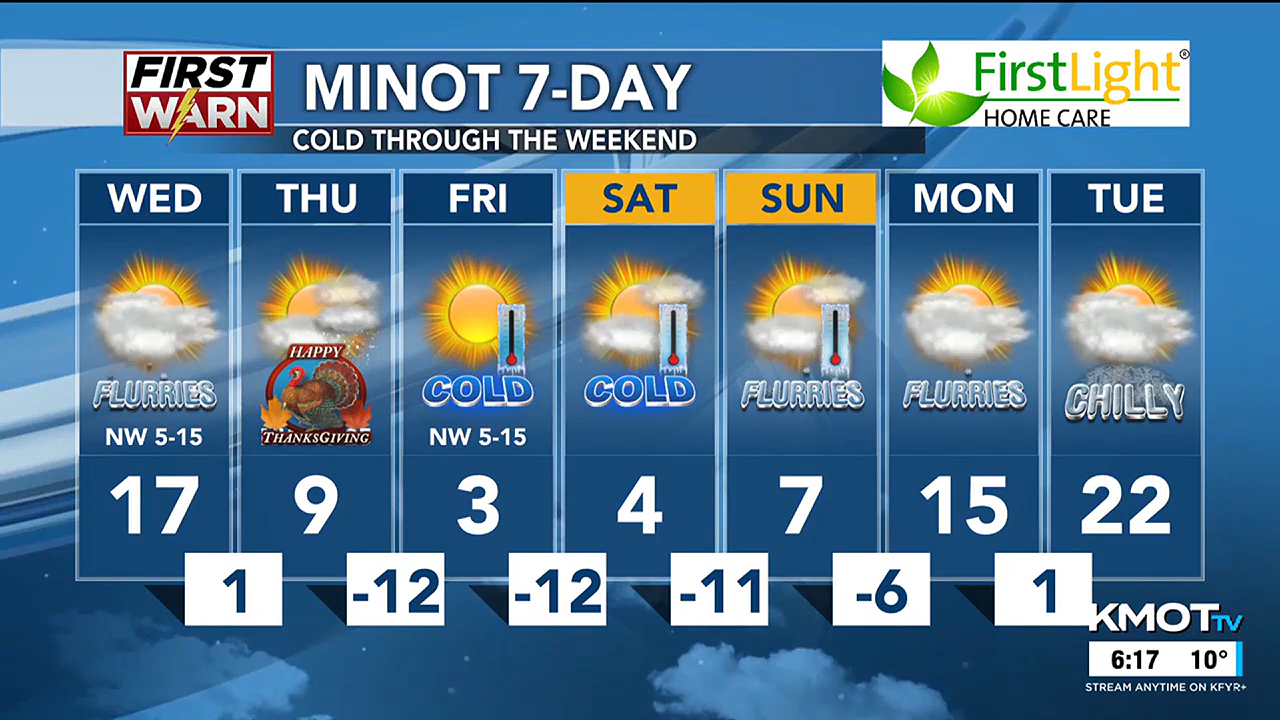 FIRST
WARN
MINOT 7-DAY
COLD THROUGH THE WEEKEND
FirstLight®
HOME CARE
WED THU FRI SAT SUN MON TUE
HAPPY
THANKSGIVING
FLURRIES COLD COLD FLURRIES FLURRIES CHILLY
NW 5-15 NW 5-15
17 9 3 4 7 15 22
1 -12 -12 -11 -6 1
KMOT TV
6:17 10°
STREAM ANYTIME ON KFYR+